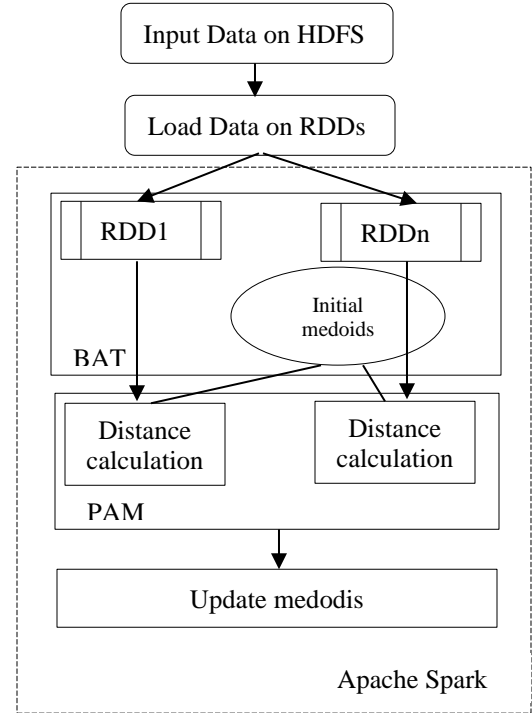 Input Data on HDFS
Load Data on RDDs
RDD1
RDDn
Initial
medoids
BAT
Distance
calculation
Distance
calculation
PAM
Update medodis
Apache Spark